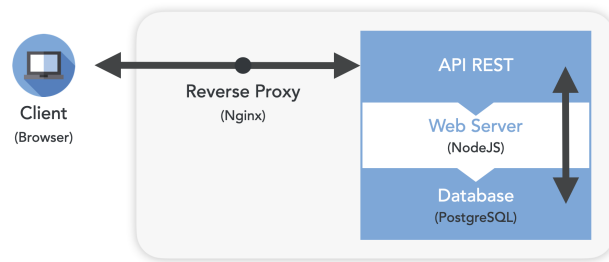 API REST
Client
(Browser)
Reverse Proxy
(Nginx)
Web Server
(NodeJS)
Database
(PostgreSQL)